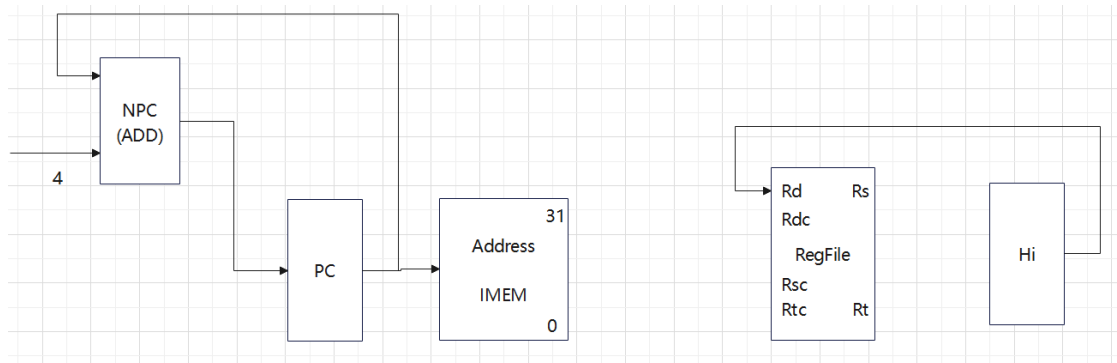 NPC
(ADD)
4
PC
31
Address
IMEM
0
Rd Rs
Rdc
RegFile
Rsc
Rtc Rt
Hi